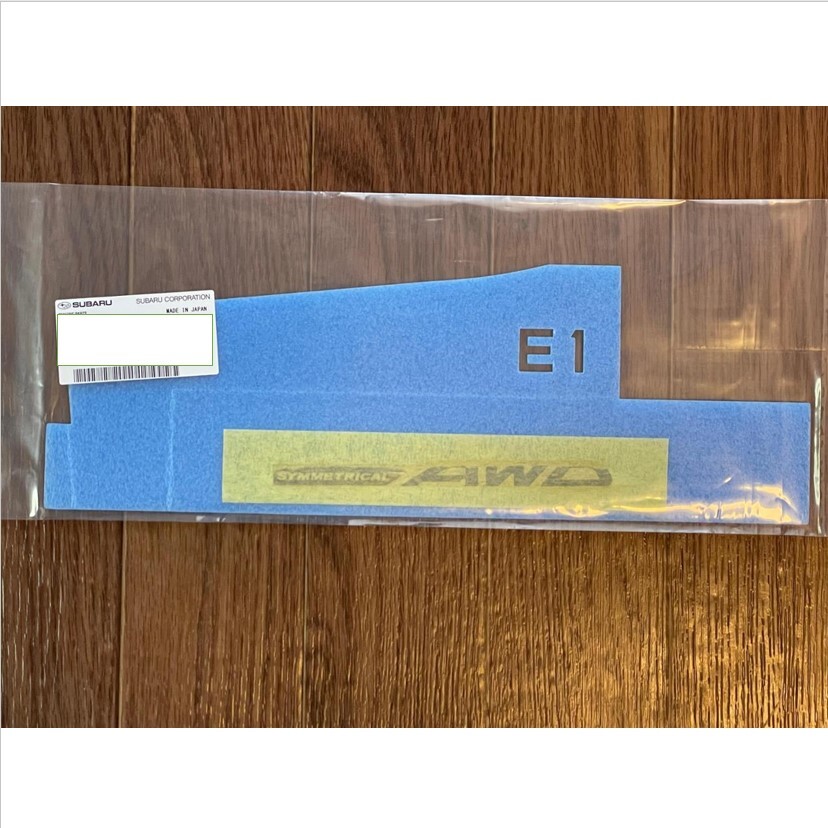 SUBARU SUBARU CORPORATION
MADE IN JAPAN
E1
SYMMETRICAL AWD